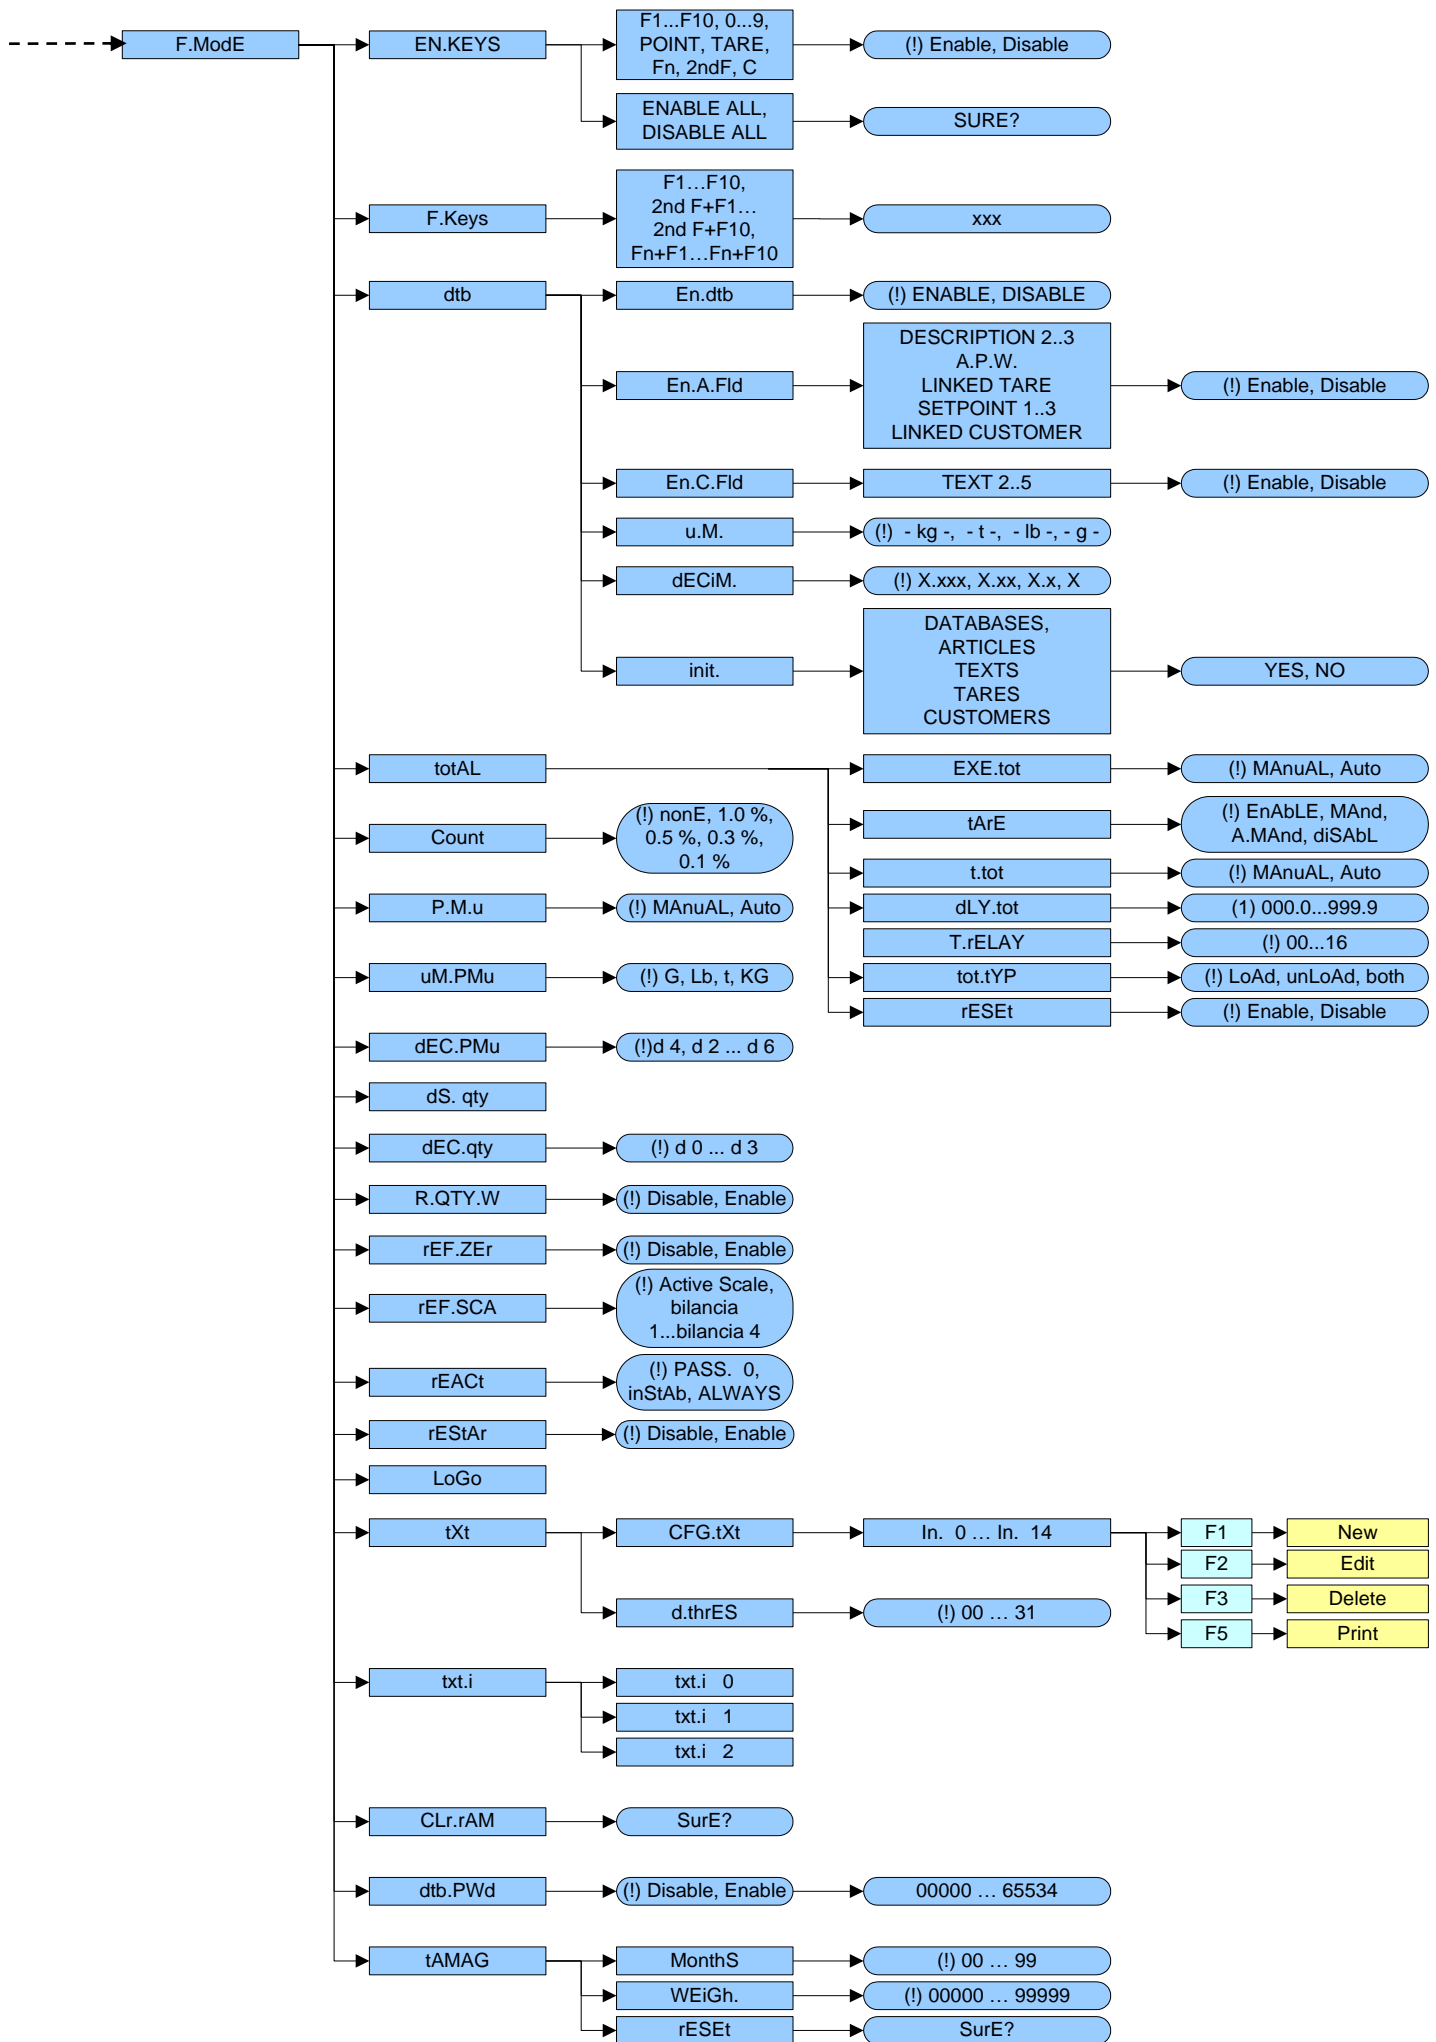 F.ModE
EN.KEYS
F1...F10, 0...9,
POINT, TARE,
Fn, 2ndF, C
(!) Enable, Disable
ENABLE ALL,
DISABLE ALL
SURE?
F.Keys
F1…F10,
2nd F+F1…
2nd F+F10,
Fn+F1…Fn+F10
xxx
dtb
En.dtb
(!) ENABLE, DISABLE
En.A.Fld
DESCRIPTION 2..3
A.P.W.
LINKED TARE
SETPOINT 1..3
LINKED CUSTOMER
(!) Enable, Disable
En.C.Fld
TEXT 2..5
(!) Enable, Disable
u.M.
(!)  - kg -,  - t -,  - lb -, - g -
dECiM.
(!) X.xxx, X.xx, X.x, X
init.
DATABASES,
ARTICLES
TEXTS
TARES
CUSTOMERS
YES, NO
totAL
EXE.tot
(!) MAnuAL, Auto
tArE
(!) EnAbLE, MAnd,
A.MAnd, diSAbL
t.tot
(!) MAnuAL, Auto
dLY.tot
(1) 000.0...999.9
T.rELAY
(!) 00...16
tot.tYP
(!) LoAd, unLoAd, both
rESEt
(!) Enable, Disable
Count
(!) nonE, 1.0 %,
0.5 %, 0.3 %,
0.1 %
P.M.u
(!) MAnuAL, Auto
uM.PMu
(!) G, Lb, t, KG
dEC.PMu
(!)d 4, d 2 ... d 6
dS. qty
dEC.qty
(!) d 0 ... d 3
R.QTY.W
(!) Disable, Enable
rEF.ZEr
(!) Disable, Enable
rEF.SCA
(!) Active Scale,
bilancia
1...bilancia 4
rEACt
(!) PASS.  0,
inStAb, ALWAYS
rEStAr
(!) Disable, Enable
LoGo
tXt
CFG.tXt
In.  0 … In.  14
F1
New
F2
Edit
F3
Delete
F5
Print
d.thrES
(!) 00 … 31
txt.i
txt.i   0
txt.i   1
txt.i   2
CLr.rAM
SurE?
dtb.PWd
(!) Disable, Enable
00000 … 65534
tAMAG
MonthS
(!) 00 … 99
WEiGh.
(!) 00000 … 99999
rESEt
SurE?